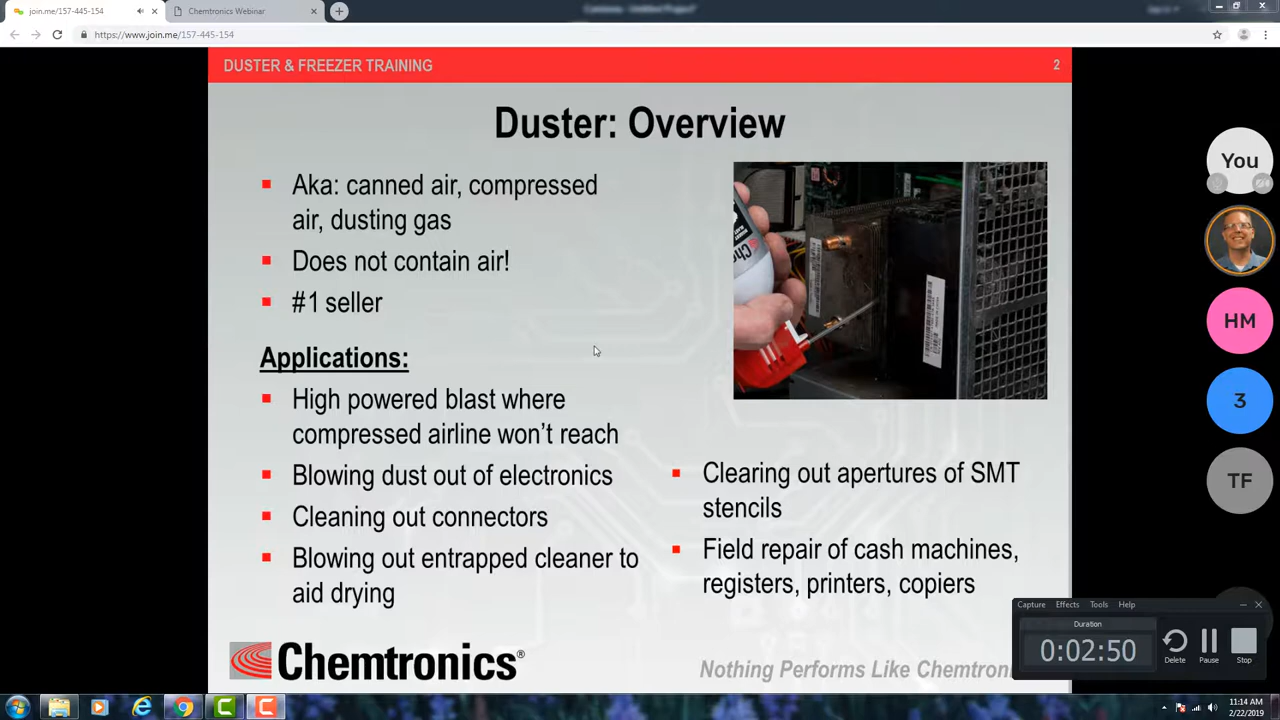 join.me/157-445-154
Chemtronics Webinar
https://www.join.me/157-445-154
DUSTER & FREEZER TRAINING
2
Duster: Overview
Aka: canned air, compressed
air, dusting gas
Does not contain air!
#1 seller
Applications:
High powered blast where
compressed airline won't reach
Blowing dust out of electronics
Cleaning out connectors
Blowing out entrapped cleaner to
aid drying
Clearing out apertures of SMT
stencils
Field repair of cash machines,
registers, printers, copiers
Chemtronics®
Nothing Performs Like Chemtroni
You
HM
3
TF
Capture Effects Tools Help
Duration
0:02:50
Delete
Pause
Stop
11:14 AM
2/22/2019